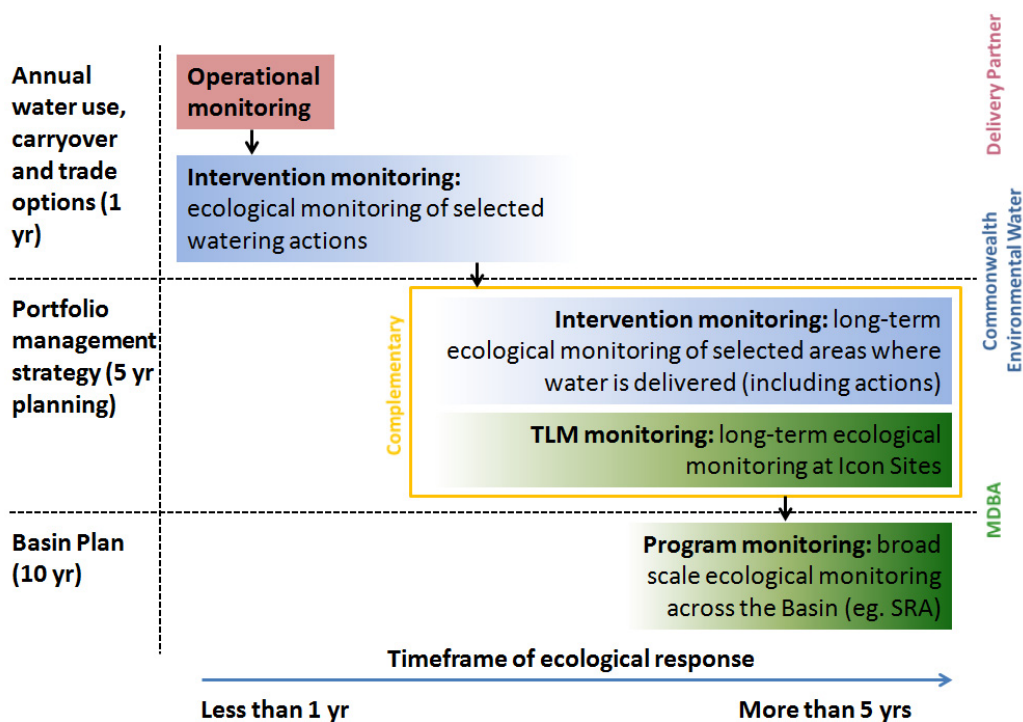 Annual
water use,
carryover
and trade
options (1
yr)
Operational
monitoring
Intervention monitoring:
ecological monitoring of selected
watering actions
Delivery Partner
Portfolio
management
strategy (5 yr
planning)
Complementary
Intervention monitoring: long-term
ecological monitoring of selected areas where
water is delivered (including actions)
TLM monitoring: long-term ecological
monitoring at Icon Sites
Commonwealth
Environmental Water
Basin Plan
(10 yr)
Program monitoring: broad
scale ecological monitoring
across the Basin (eg. SRA)
MDBA
Timeframe of ecological response
Less than 1 yr
More than 5 yrs